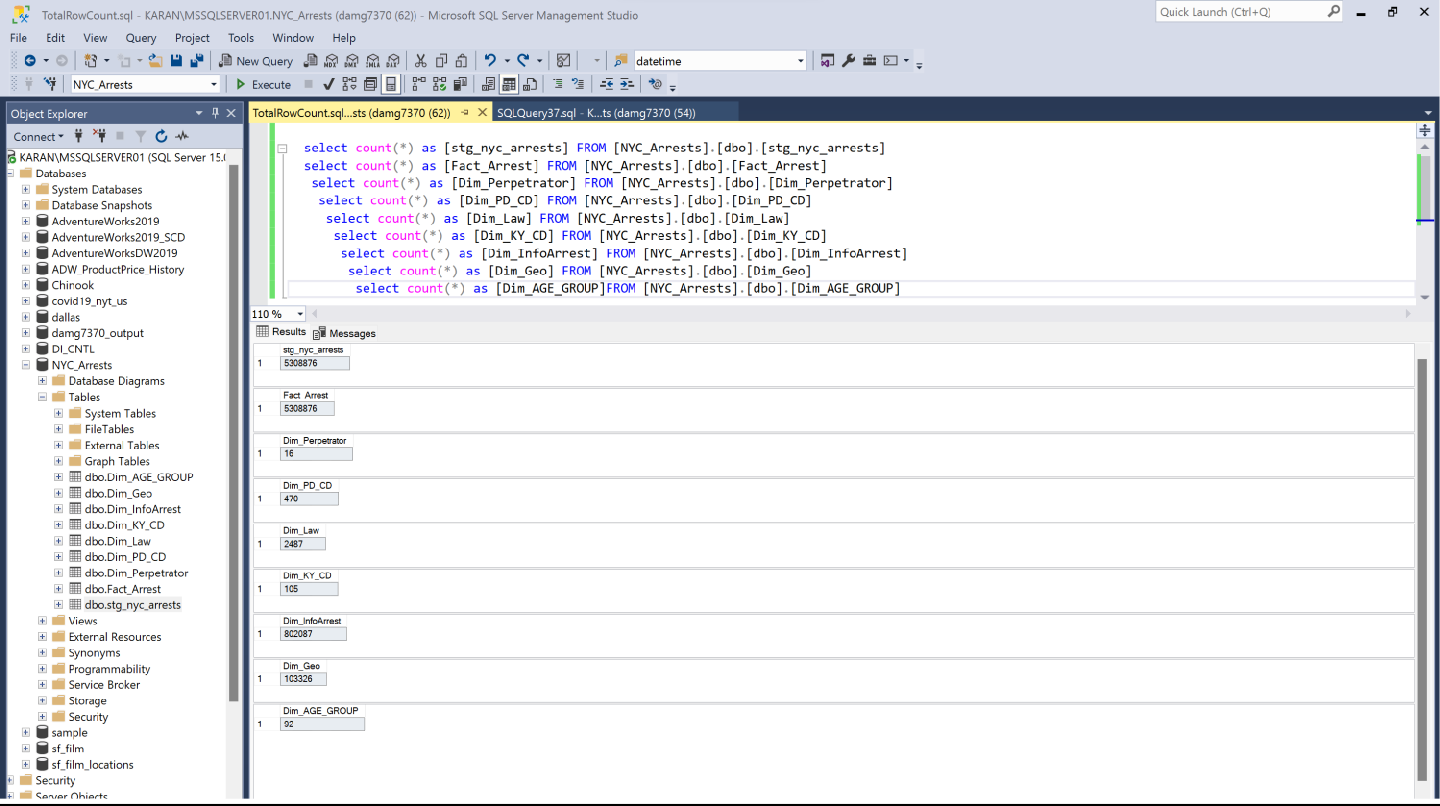 TotalRowCount.sql - KARAN\MSSQLSERVER01.NYC_Arrests (damg7370 (62)) - Microsoft SQL Server Management Studio
Quick Launch (Ctrl+Q)
File Edit View Query Project Tools Window Help
New Query MDX DMX XMLA DAX datetime
NYC_Arrests Execute
Object Explorer
TotalRowCount.sql...sts (damg7370 (62)) SQLQuery37.sql - K...ts (damg7370 (54))
Connect
KARAN\MSSQLSERVER01 (SQL Server 15.0
Databases
System Databases
Database Snapshots
AdventureWorks2019
AdventureWorks2019_SCD
AdventureWorksDW2019
ADW_ProductPrice_History
Chinook
covid19_nyt_us
dallas
damg7370_output
DI_CNTL
NYC_Arrests
Database Diagrams
Tables
System Tables
FileTables
External Tables
Graph Tables
dbo.Dim_AGE_GROUP
dbo.Dim_Geo
dbo.Dim_InfoArrest
dbo.Dim_KY_CD
dbo.Dim_Law
dbo.Dim_PD_CD
dbo.Dim_Perpetrator
dbo.Fact_Arrest
dbo.stg_nyc_arrests
Views
External Resources
Synonyms
Programmability
Service Broker
Storage
Security
sample
sf_film
sf_film_locations
Security
Server Objects
select count(*) as [stg_nyc_arrests] FROM [NYC_Arrests].[dbo].[stg_nyc_arrests]
select count(*) as [Fact_Arrest] FROM [NYC_Arrests].[dbo].[Fact_Arrest]
select count(*) as [Dim_Perpetrator] FROM [NYC_Arrests].[dbo].[Dim_Perpetrator]
select count(*) as [Dim_PD_CD] FROM [NYC_Arrests].[dbo].[Dim_PD_CD]
select count(*) as [Dim_Law] FROM [NYC_Arrests].[dbo].[Dim_Law]
select count(*) as [Dim_KY_CD] FROM [NYC_Arrests].[dbo].[Dim_KY_CD]
select count(*) as [Dim_InfoArrest] FROM [NYC_Arrests].[dbo].[Dim_InfoArrest]
select count(*) as [Dim_Geo] FROM [NYC_Arrests].[dbo].[Dim_Geo]
select count(*) as [Dim_AGE_GROUP]FROM [NYC_Arrests].[dbo].[Dim_AGE_GROUP]
110 %
Results Messages
stg_nyc_arrests
1 5308876
Fact_Arrest
1 5308876
Dim_Perpetrator
1 16
Dim_PD_CD
1 470
Dim_Law
1 2487
Dim_KY_CD
1 105
Dim_InfoArrest
1 802087
Dim_Geo
1 103326
Dim_AGE_GROUP
1 92